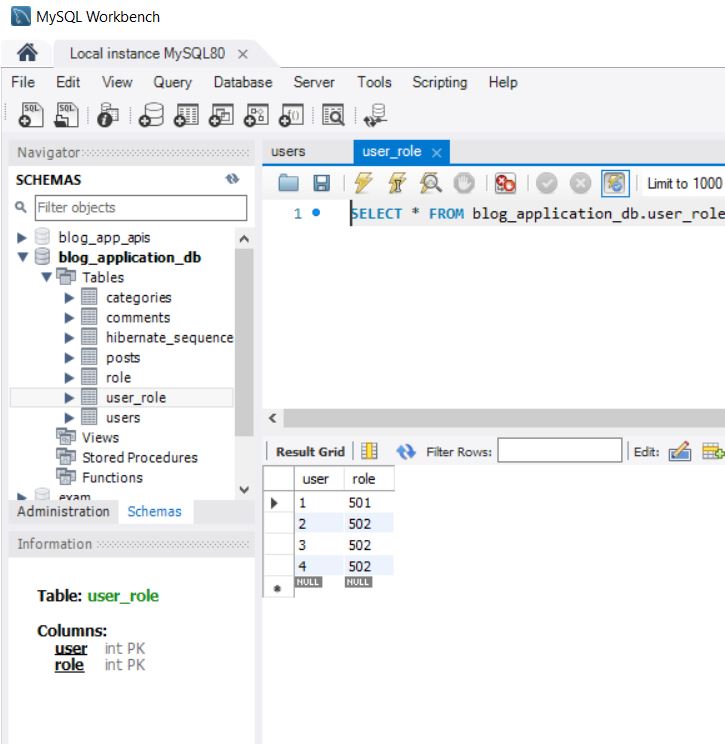 MySQL Workbench
Local instance MySQL80
File Edit View Query Database Server Tools Scripting Help
SQL SQL
Navigator
SCHEMAS
Filter objects
blog_app_apis
blog_application_db
Tables
categories
comments
hibernate_sequence
posts
role
user_role
users
Views
Stored Procedures
Functions
exam
Administration Schemas
Information
Table: user_role
Columns:
user int PK
role int PK
users user_role
Limit to 1000
1 SELECT * FROM blog_application_db.user_role
Result Grid Filter Rows: Edit:
user role
1 501
2 502
3 502
4 502
NULL NULL